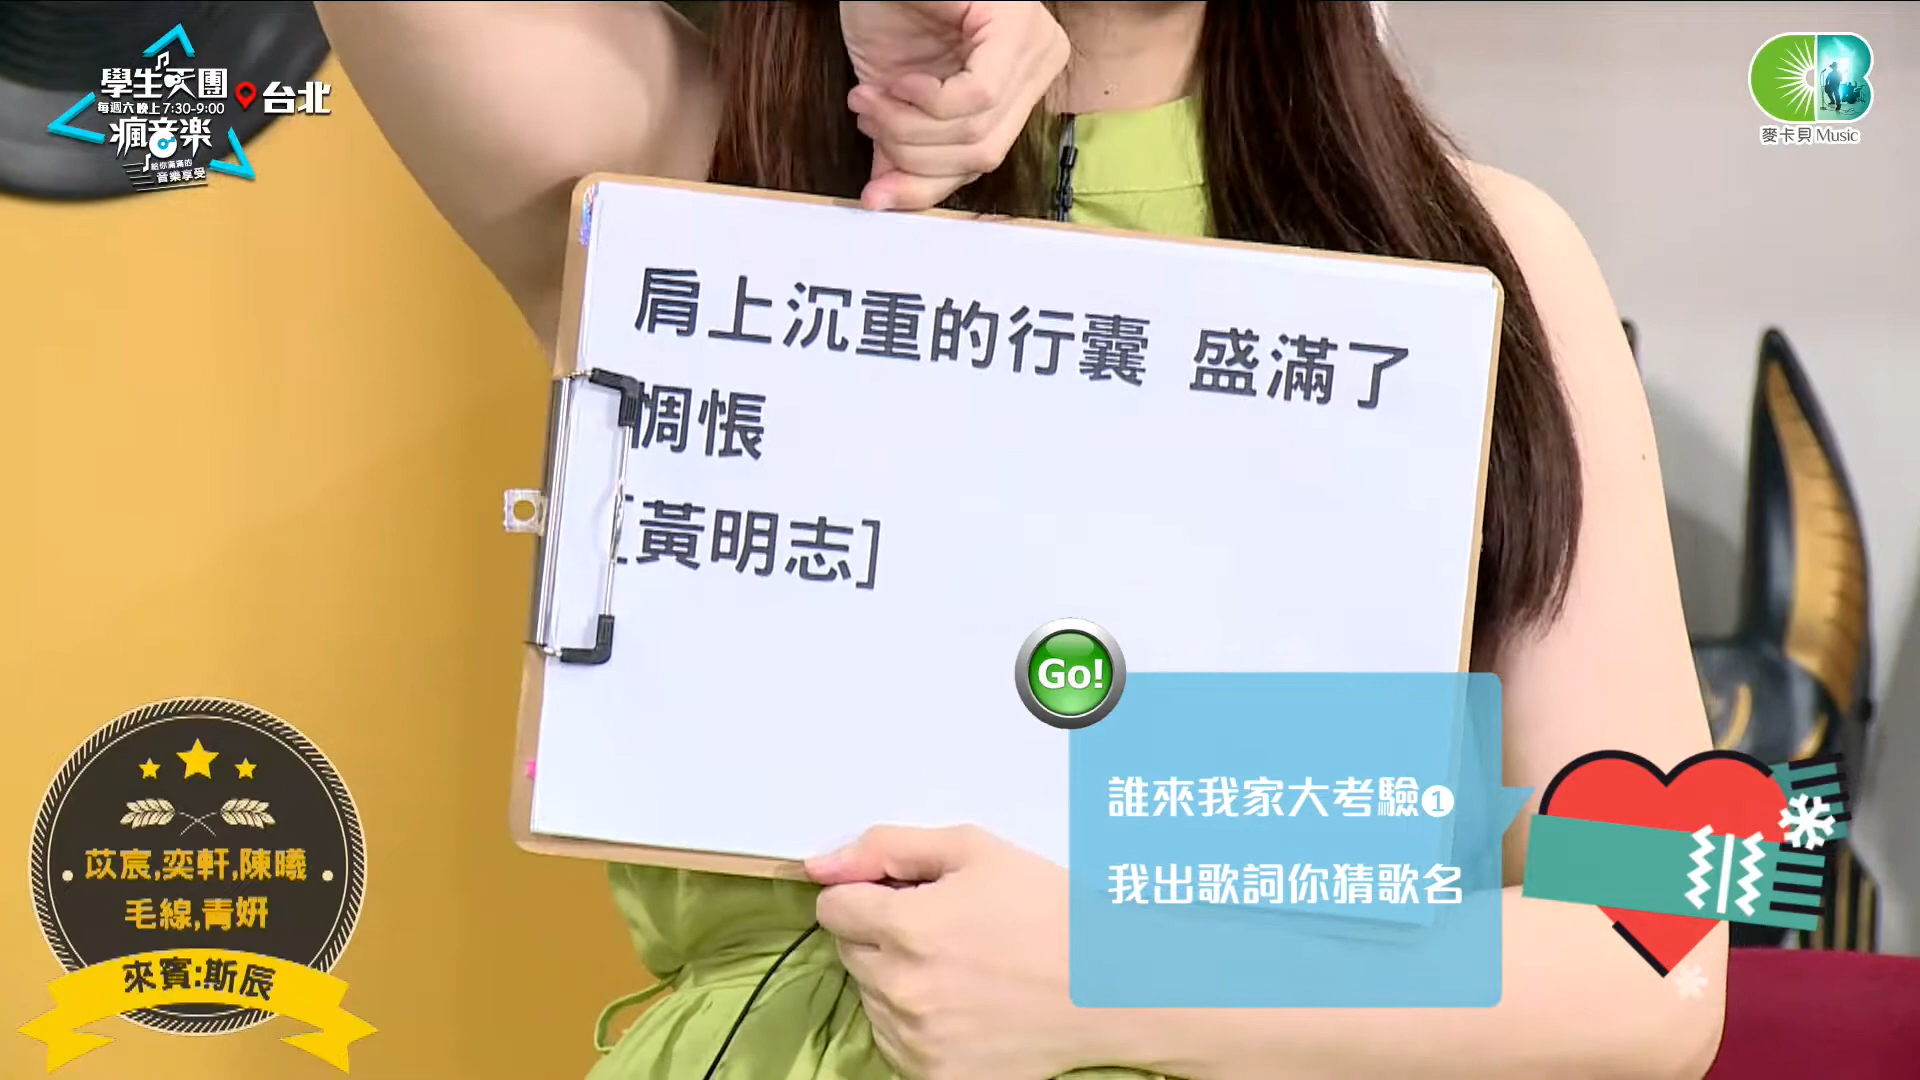 學生天團
每週六 晚上7:30-9:00
瘋音樂
給你滿滿的
音樂享受
台北
麥卡貝 Music
肩上沉重的行囊 盛滿了
惆悵
[黃明志]
Go!
誰來我家大考驗❶
我出歌詞你猜歌名
苡宸,奕軒,陳曦
毛線,青妍
來賓:斯辰